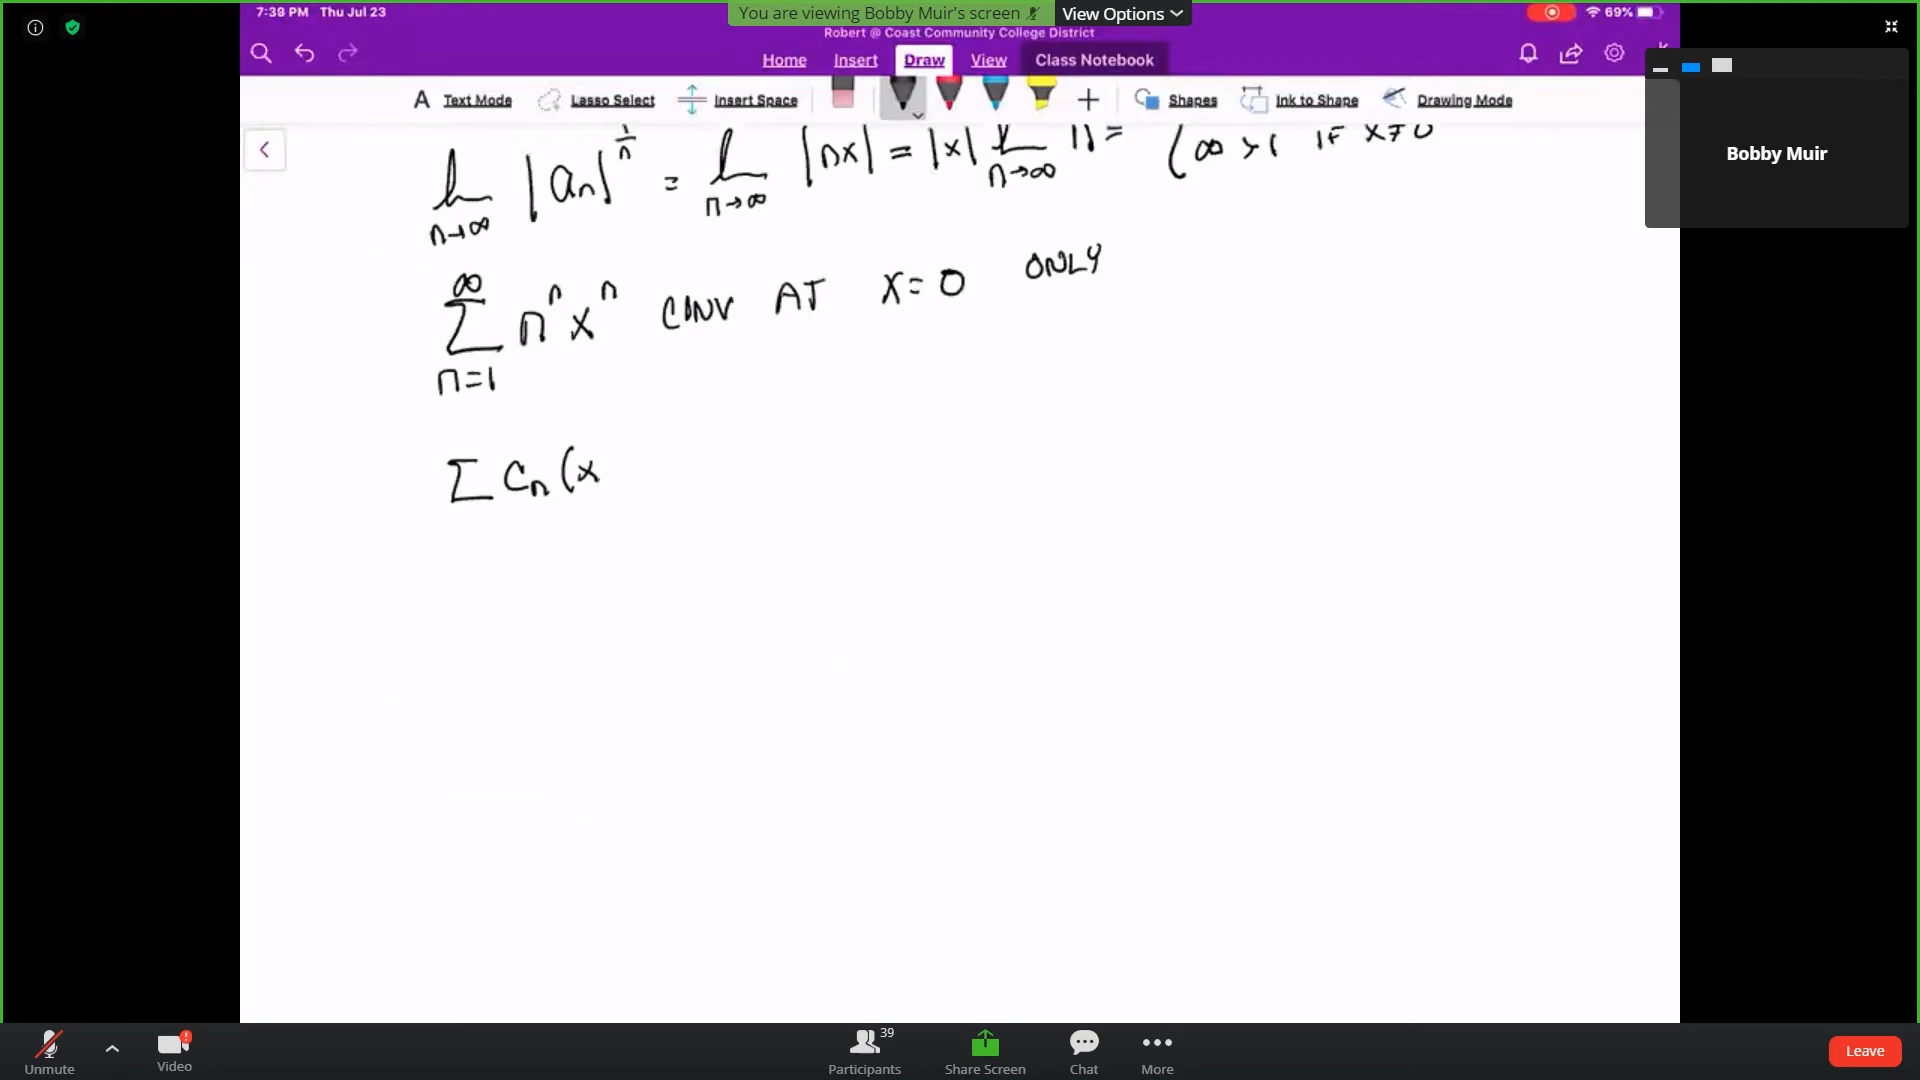 7:39 PM Thu Jul 23
You are viewing Bobby Muir's screen View Options
69%
Robert @ Coast Community College District
Home Insert Draw View Class Notebook
A Text Mode Lasso Select Insert Space Shapes Ink to Shape Drawing Mode
Bobby Muir
lim n→∞ |aₙ|^(1/n) = lim n→∞ |nx| = |x| lim n→∞ n = { ∞ > 1 IF x ≠ 0
∞ Σ n=1 nⁿ xⁿ CONV AT X = 0 ONLY
Σ Cₙ (x
Unmute Video Participants 39 Share Screen Chat More Leave